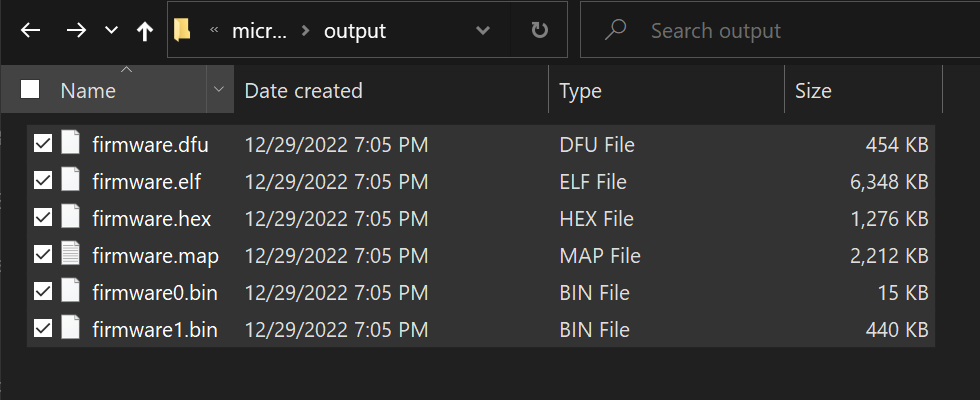 « micr... > output Search output
Name Date created Type Size
firmware.dfu 12/29/2022 7:05 PM DFU File 454 KB
firmware.elf 12/29/2022 7:05 PM ELF File 6,348 KB
firmware.hex 12/29/2022 7:05 PM HEX File 1,276 KB
firmware.map 12/29/2022 7:05 PM MAP File 2,212 KB
firmware0.bin 12/29/2022 7:05 PM BIN File 15 KB
firmware1.bin 12/29/2022 7:05 PM BIN File 440 KB